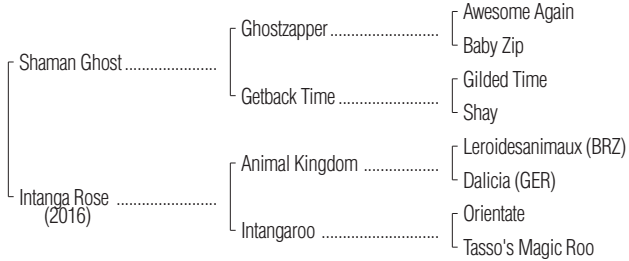 Awesome Again
Ghostzapper ......................
Baby Zip
Shaman Ghost ......................
Gilded Time
Getback Time ......................
Shay
Leroidesanimaux (BRZ)
Animal Kingdom ................
Dalicia (GER)
Intanga Rose ......................
(2016)
Orientate
Intangaroo ........................
Tasso's Magic Roo